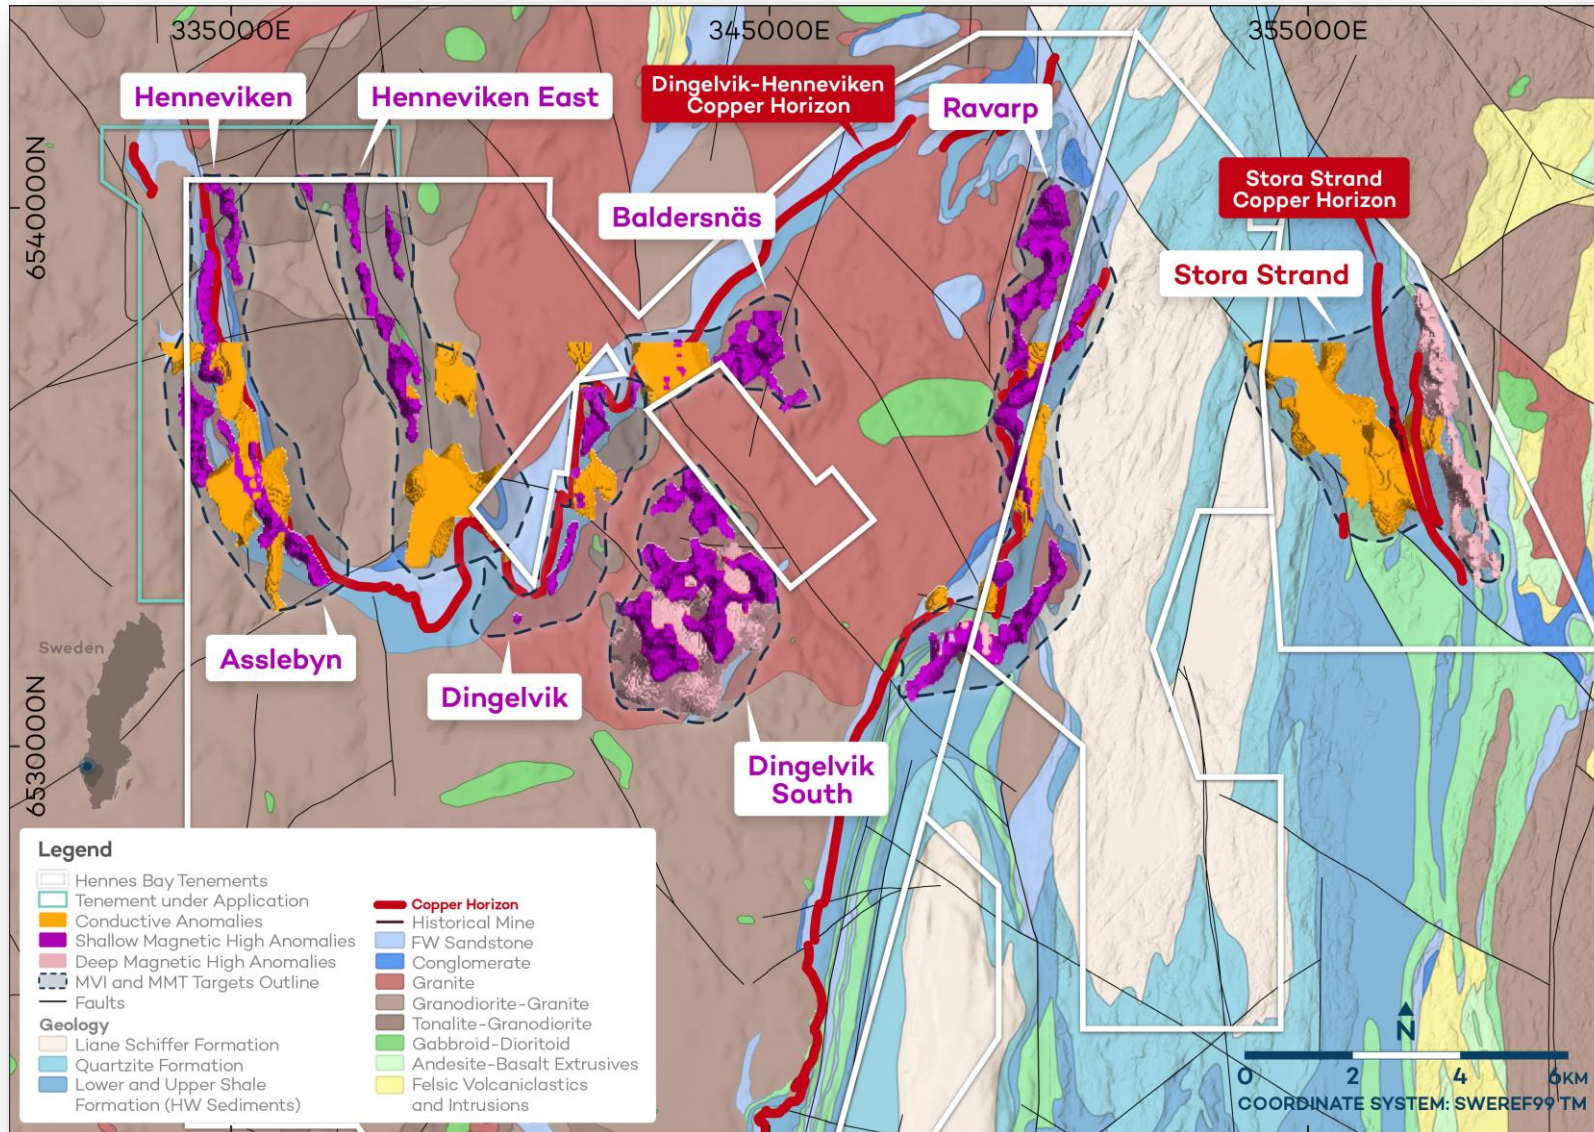 335000E
345000E
355000E
Henneviken
Henneviken East
Dingelvik-Henneviken
Copper Horizon
Ravarp
6540000N
Baldersnäs
Stora Strand
Copper Horizon
Stora Strand
Sweden
Asslebyn
Dingelvik
Dingelvik
South
6530000N
Legend
Hennes Bay Tenements
Tenement under Application
Conductive Anomalies
Shallow Magnetic High Anomalies
Deep Magnetic High Anomalies
MVI and MMT Targets Outline
Faults
Geology
Liane Schiffer Formation
Quartzite Formation
Lower and Upper Shale
Formation (HW Sediments)
Copper Horizon
Historical Mine
FW Sandstone
Conglomerate
Granite
Granodiorite-Granite
Tonalite-Granodiorite
Gabbroid-Dioritoid
Andesite-Basalt Extrusives
Felsic Volcaniclastics
and Intrusions
N
0 2 4 6KM
COORDINATE SYSTEM: SWEREF99 TM